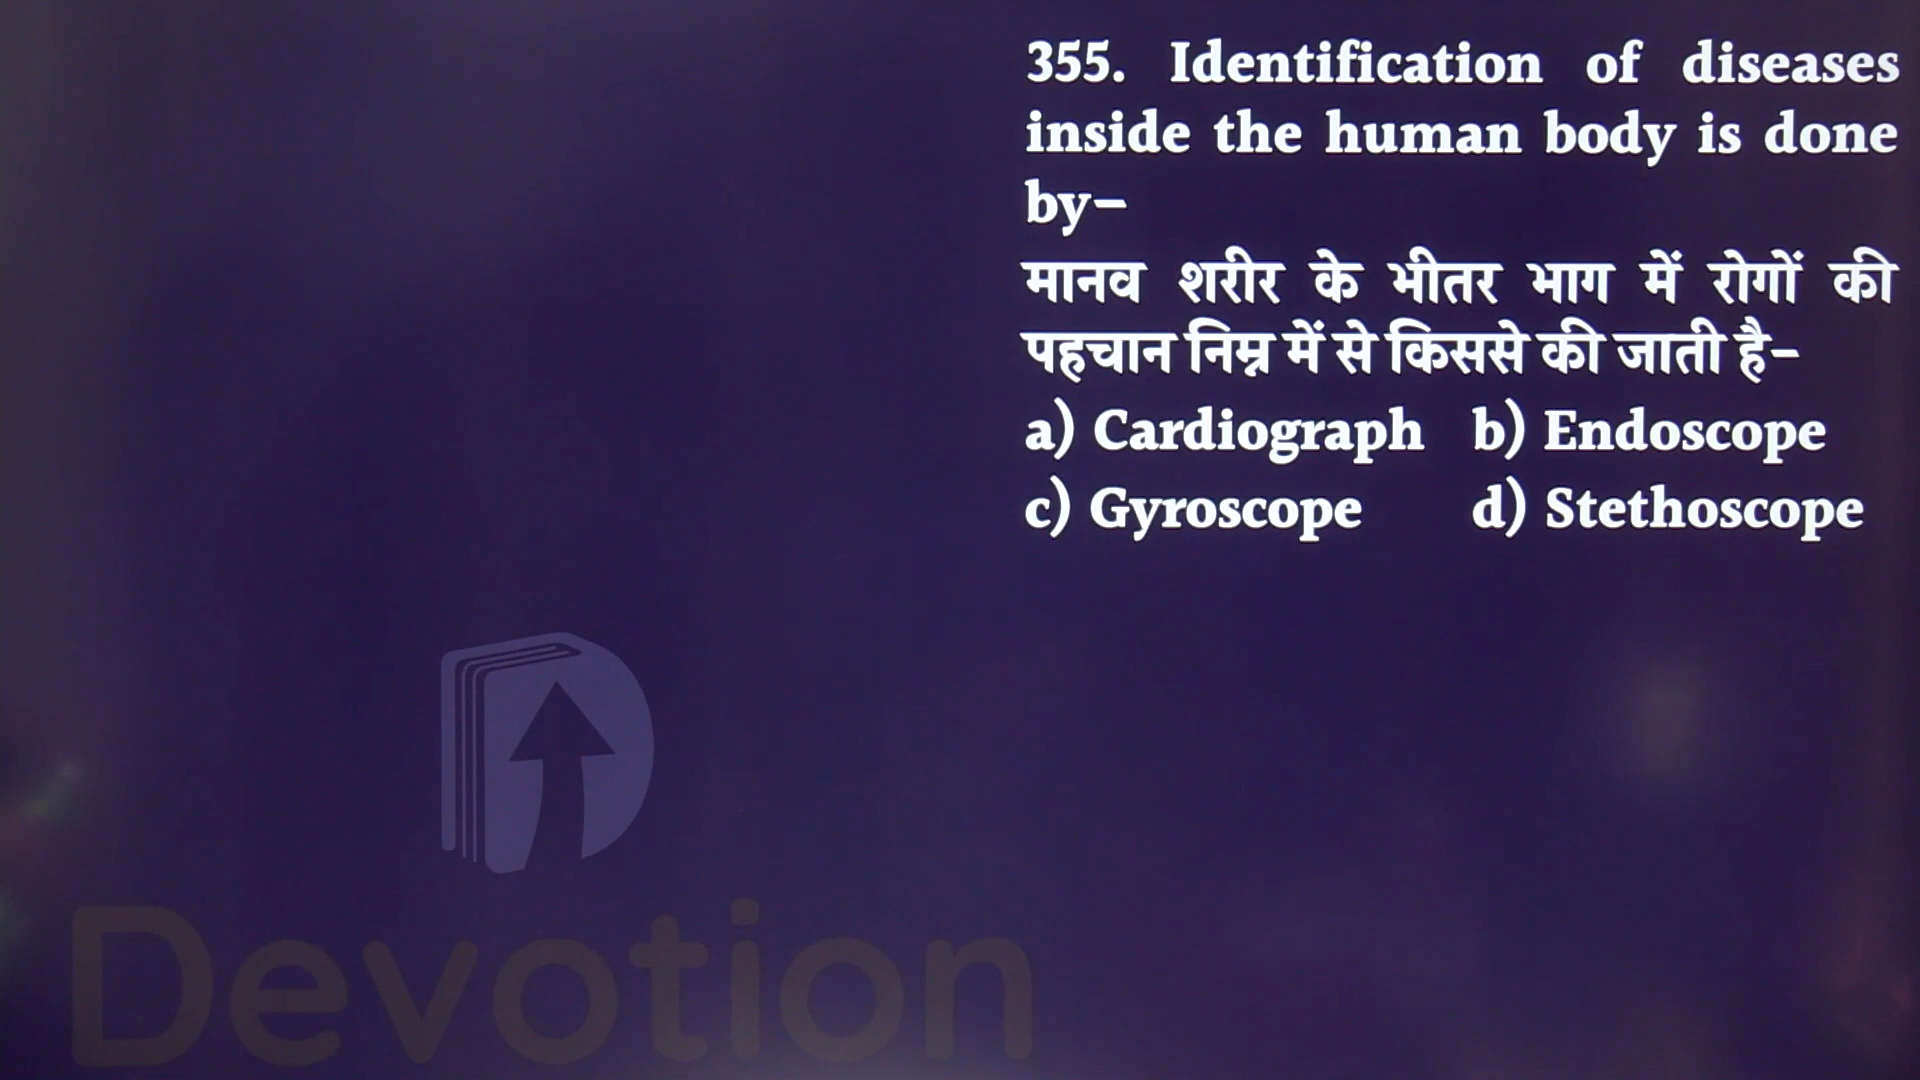 355. Identification of diseases
inside the human body is done
by–
मानव शरीर के भीतर भाग में रोगों की
पहचान निम्न में से किससे की जाती है–
a) Cardiograph b) Endoscope
c) Gyroscope d) Stethoscope
Devotion